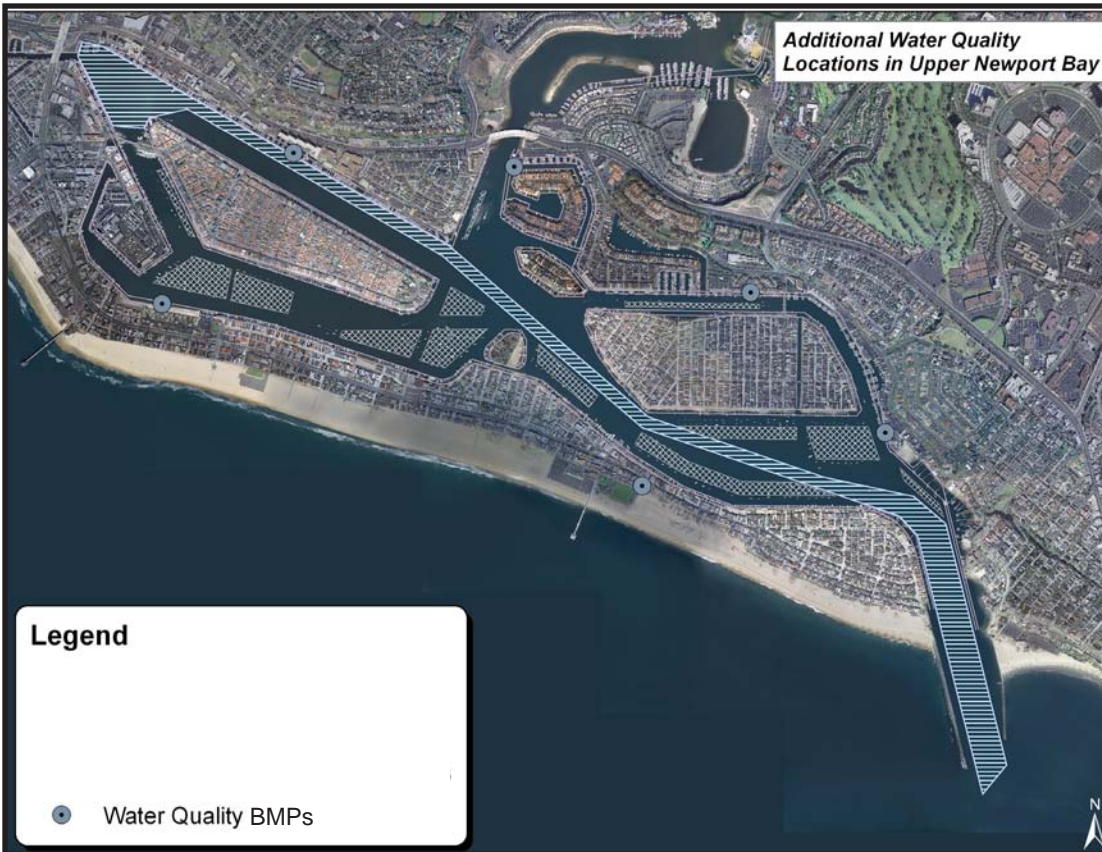 Additional Water Quality
Locations in Upper Newport Bay
Legend
Water Quality BMPs
N